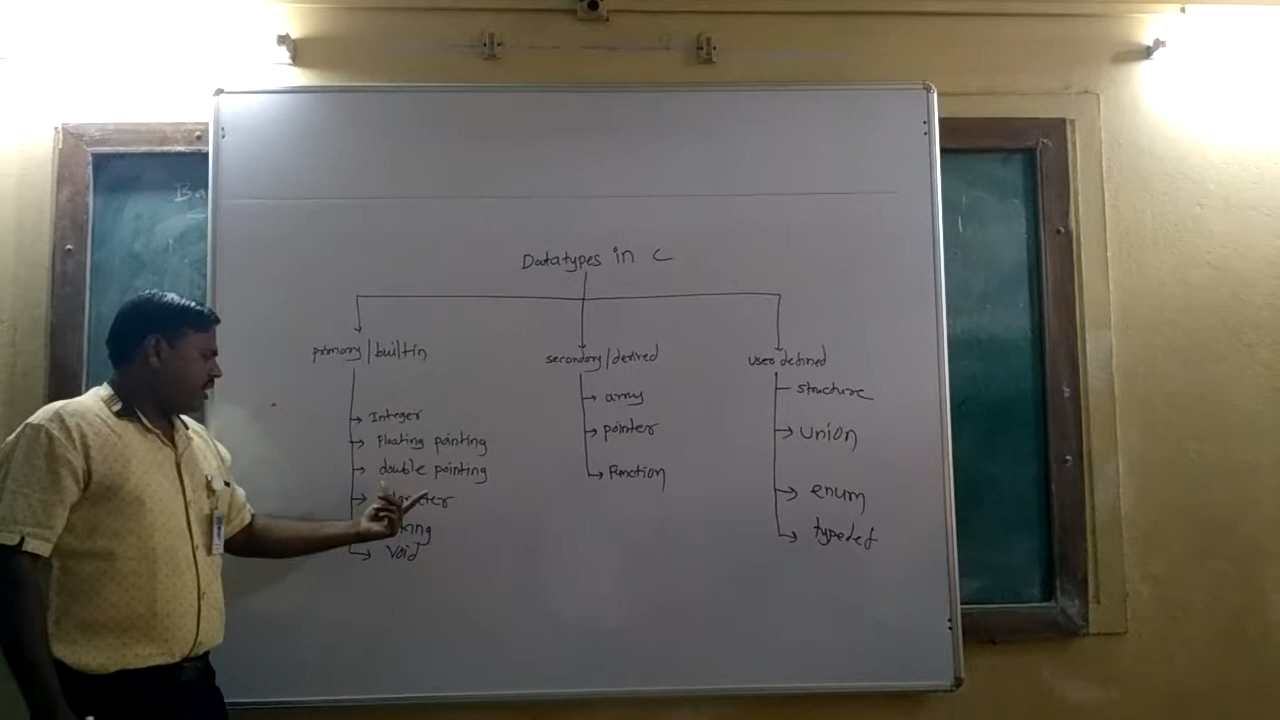 Ba
Datatypes in C
primary/builtin
Integer
Floating pointing
double pointing
void
secondary/derived
array
pointer
Function
user defined
structure
union
enum
typedef